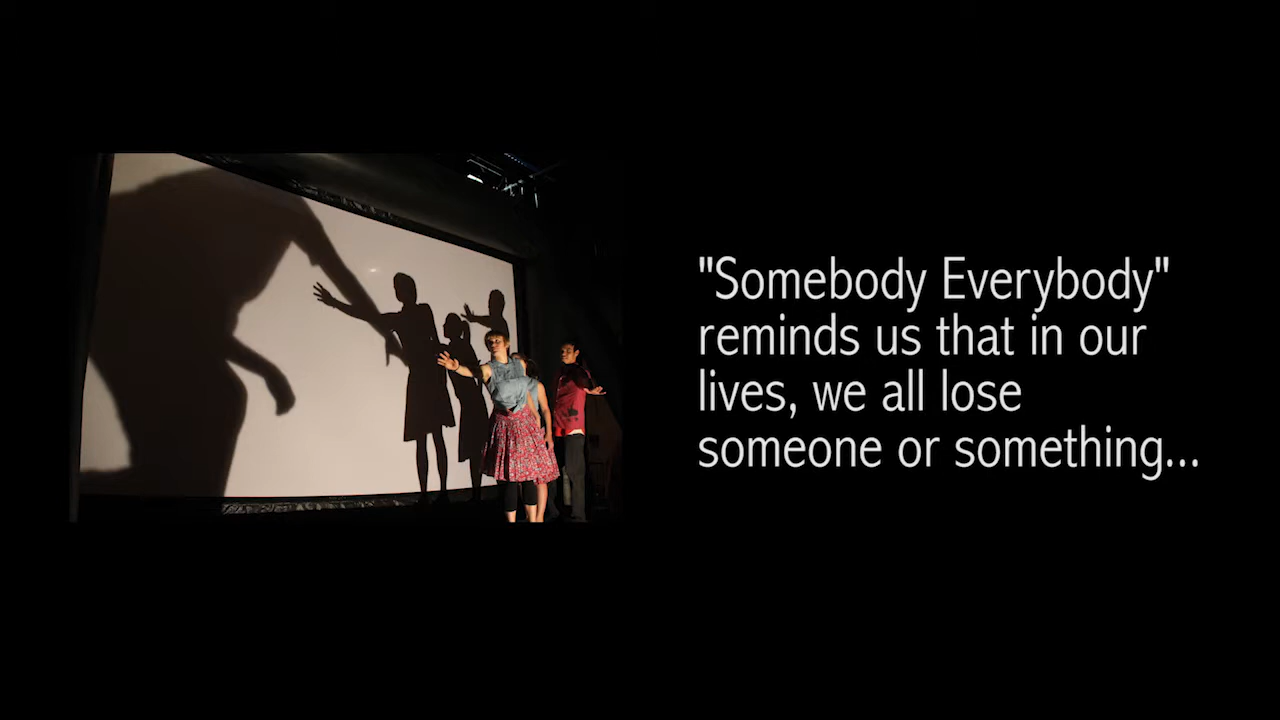 "Somebody Everybody"
reminds us that in our
lives, we all lose
someone or something...